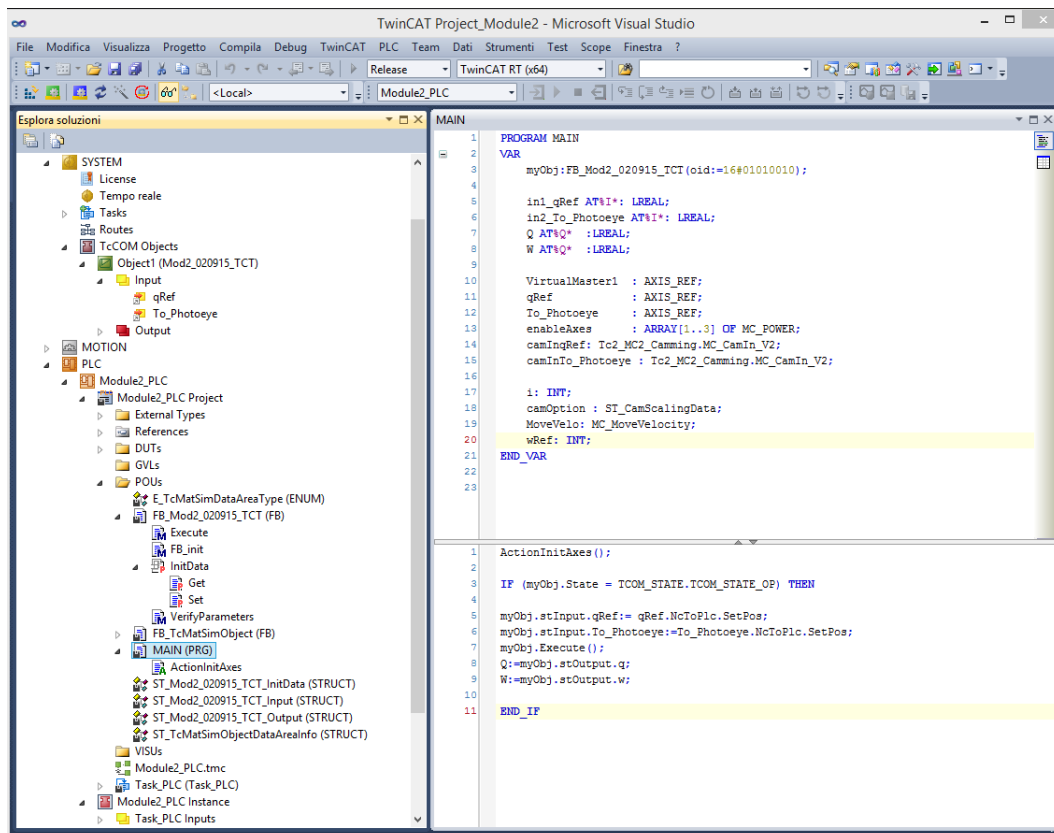 TwinCAT Project_Module2 - Microsoft Visual Studio
File Modifica Visualizza Progetto Compila Debug TwinCAT PLC Team Dati Strumenti Test Scope Finestra ?
Release TwinCAT RT (x64)
<Local> Module2_PLC
Esplora soluzioni
SYSTEM
License
Tempo reale
Tasks
Routes
TcCOM Objects
Object1 (Mod2_020915_TCT)
Input
qRef
To_Photoeye
Output
MOTION
PLC
Module2_PLC
Module2_PLC Project
External Types
References
DUTs
GVLs
POUs
E_TcMatSimDataAreaType (ENUM)
FB_Mod2_020915_TCT (FB)
Execute
FB_init
InitData
Get
Set
VerifyParameters
FB_TcMatSimObject (FB)
MAIN (PRG)
ActionInitAxes
ST_Mod2_020915_TCT_InitData (STRUCT)
ST_Mod2_020915_TCT_Input (STRUCT)
ST_Mod2_020915_TCT_Output (STRUCT)
ST_TcMatSimObjectDataAreaInfo (STRUCT)
VISUs
Module2_PLC.tmc
Task_PLC (Task_PLC)
Module2_PLC Instance
Task_PLC Inputs
MAIN
1 PROGRAM MAIN
2 VAR
3 myObj:FB_Mod2_020915_TCT(oid:=16#01010010);
4
5 in1_qRef AT%I*: LREAL;
6 in2_To_Photoeye AT%I*: LREAL;
7 Q AT%Q* :LREAL;
8 W AT%Q* :LREAL;
9
10 VirtualMaster1 : AXIS_REF;
11 qRef : AXIS_REF;
12 To_Photoeye : AXIS_REF;
13 enableAxes : ARRAY[1..3] OF MC_POWER;
14 camInqRef: Tc2_MC2_Camming.MC_CamIn_V2;
15 camInTo_Photoeye : Tc2_MC2_Camming.MC_CamIn_V2;
16
17 i: INT;
18 camOption : ST_CamScalingData;
19 MoveVelo: MC_MoveVelocity;
20 wRef: INT;
21 END_VAR
22
23
1 ActionInitAxes();
2
3 IF (myObj.State = TCOM_STATE.TCOM_STATE_OP) THEN
4
5 myObj.stInput.qRef:= qRef.NcToPlc.SetPos;
6 myObj.stInput.To_Photoeye:=To_Photoeye.NcToPlc.SetPos;
7 myObj.Execute();
8 Q:=myObj.stOutput.q;
9 W:=myObj.stOutput.w;
10
11 END_IF